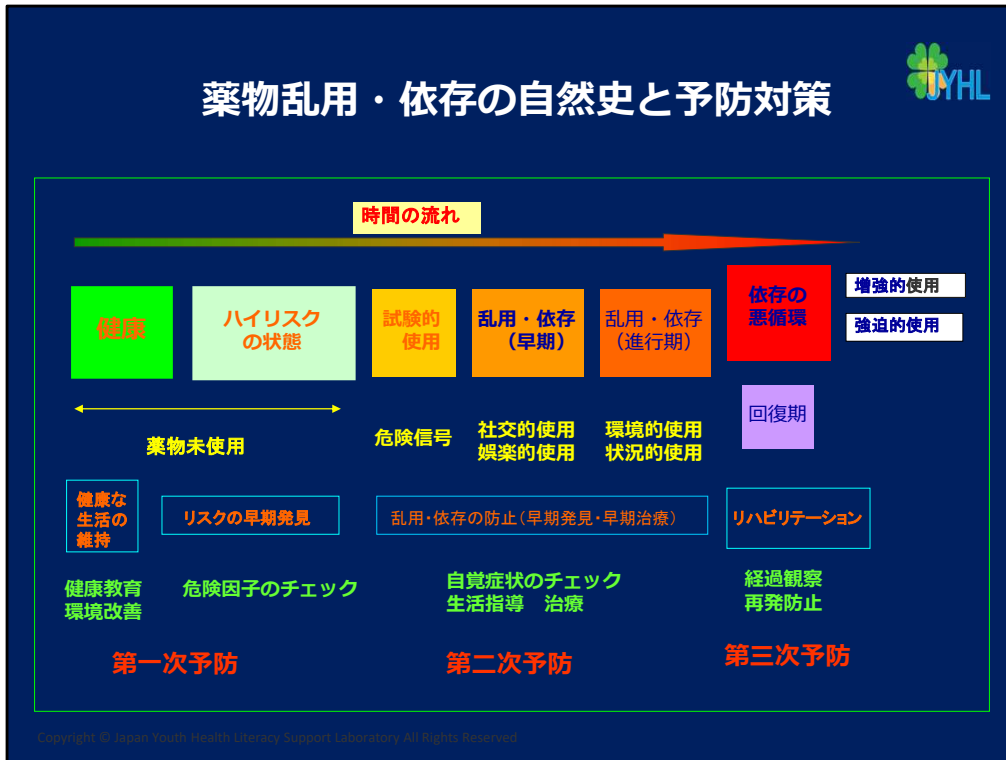 薬物乱用・依存の自然史と予防対策
JYHL
時間の流れ
健康
ハイリスク
の状態
試験的
使用
乱用・依存
（早期）
乱用・依存
（進行期）
依存の
悪循環
増強的使用
強迫的使用
回復期
薬物未使用
危険信号
社交的使用
娯楽的使用
環境的使用
状況的使用
健康な
生活の
維持
リスクの早期発見
乱用・依存の防止（早期発見・早期治療）
リハビリテーション
健康教育
環境改善
危険因子のチェック
自覚症状のチェック
生活指導　治療
経過観察
再発防止
第一次予防
第二次予防
第三次予防
Copyright © Japan Youth Health Literacy Support Laboratory All Rights Reserved